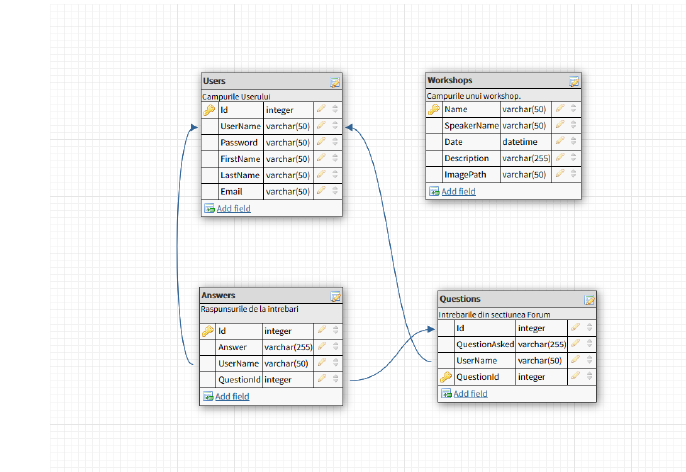 Users
Campurile Userului
Id integer
UserName varchar(50)
Password varchar(50)
FirstName varchar(50)
LastName varchar(50)
Email varchar(50)
Add field
Workshops
Campurile unui workshop.
Name varchar(50)
SpeakerName varchar(50)
Date datetime
Description varchar(255)
ImagePath varchar(50)
Add field
Answers
Raspunsurile de la intrebari
Id integer
Answer varchar(255)
UserName varchar(50)
QuestionId integer
Add field
Questions
Intrebarile din sectiunea Forum
Id integer
QuestionAsked varchar(255)
UserName varchar(50)
QuestionId integer
Add field